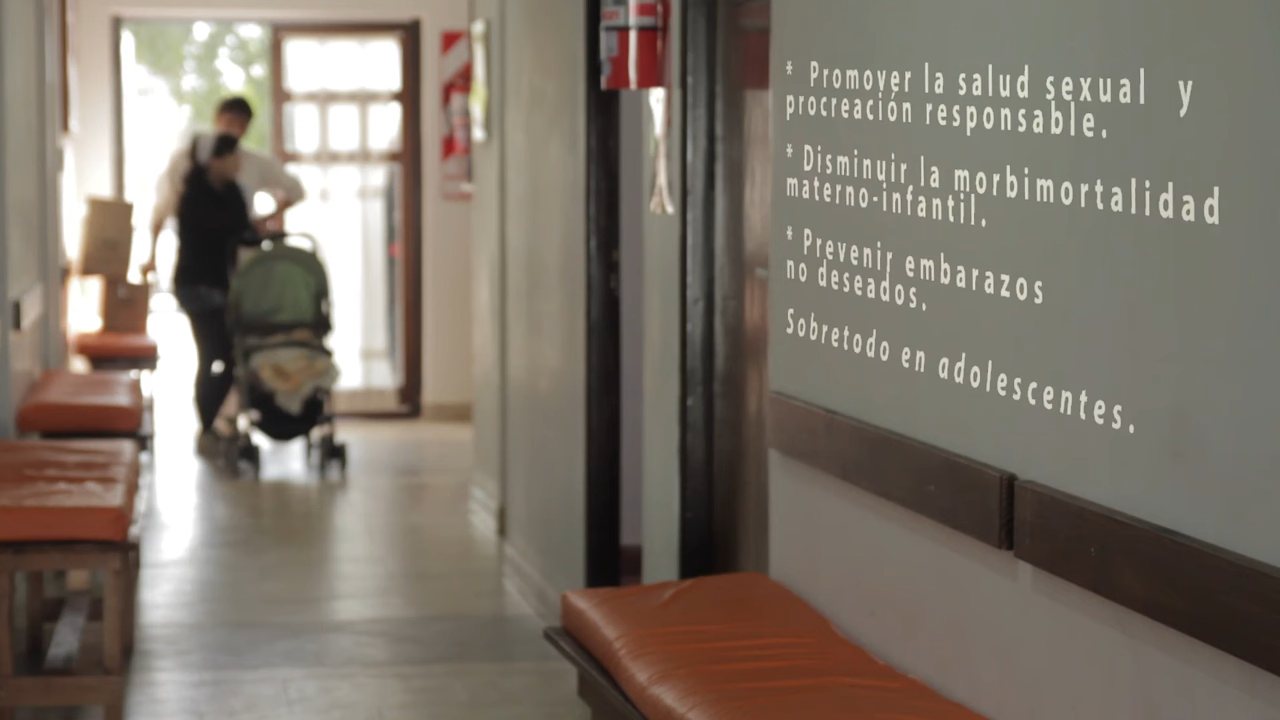 * Promover la salud sexual y
procreación responsable.
* Disminuir la morbimortalidad
materno-infantil.
* Prevenir embarazos
no deseados.
Sobretodo en adolescentes.